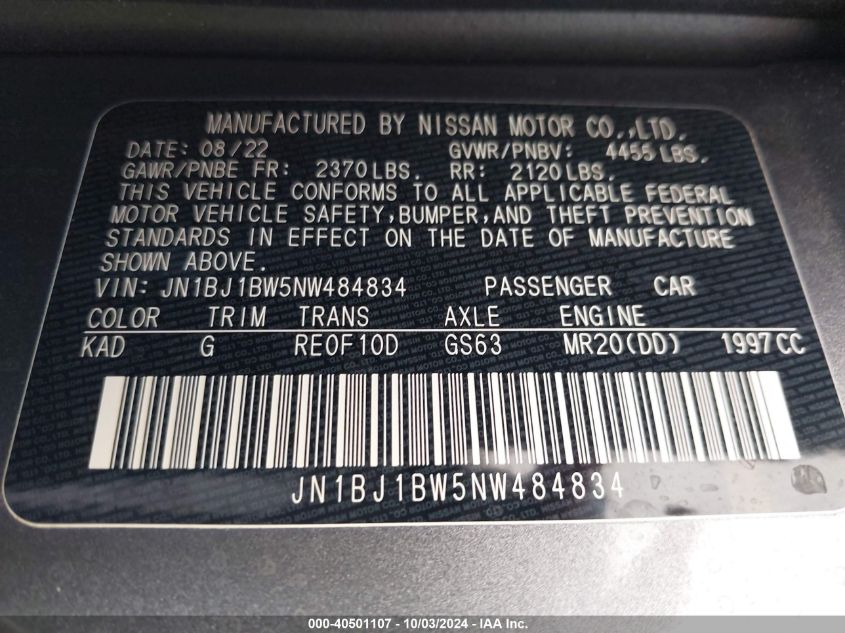 MANUFACTURED BY NISSAN MOTOR CO.,LTD.
DATE: 08/22 GVWR/PNBV: 4455 LBS.
GAWR/PNBE FR: 2370 LBS. RR: 2120 LBS.
THIS VEHICLE CONFORMS TO ALL APPLICABLE FEDERAL
MOTOR VEHICLE SAFETY,BUMPER,AND THEFT PREVENTION
STANDARDS IN EFFECT ON THE DATE OF MANUFACTURE
SHOWN ABOVE.
VIN: JN1BJ1BW5NW484834 PASSENGER CAR
COLOR TRIM TRANS AXLE ENGINE
KAD G RE0F10D GS63 MR20(DD) 1997CC
JN1BJ1BW5NW484834
000-40501107 - 10/03/2024 - IAA Inc.